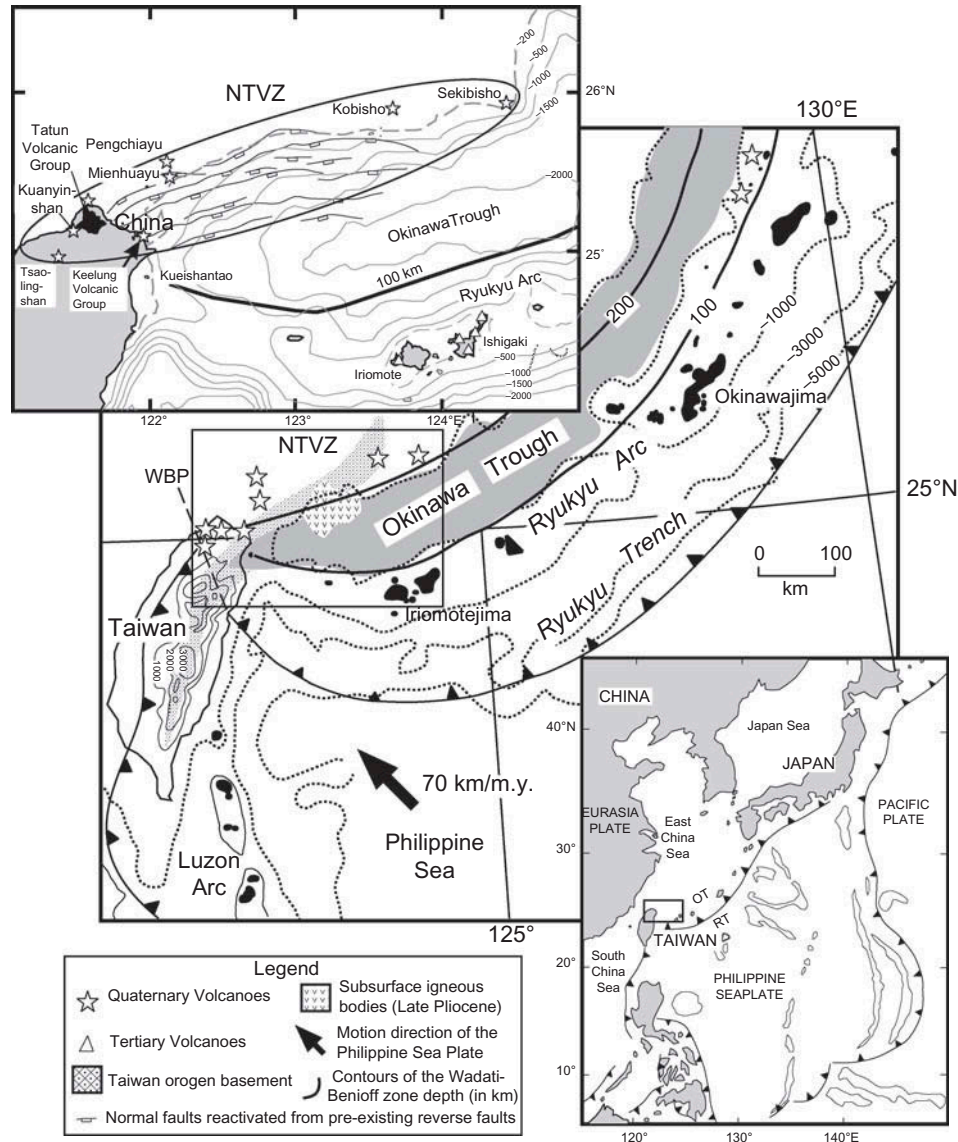 -200
-500
-1000
-1500
NTVZ
Sekibisho
26°N
Kobisho
130°E
Tatun
Volcanic
Group
Pengchiayu
Mienhuayu
Kuanyin-
shan
-2000
China
OkinawaTrough
25°
Tsao-
ling-
shan
Keelung
Volcanic
Group
Kueishantao
100 km
Ryukyu Arc
Ishigaki
Iriomote
-500
-1000
-1500
-2000
122°
123°
124°E
200
100
-1000
-3000
-5000
Okinawajima
NTVZ
WBP
Okinawa Trough
Ryukyu Arc
25°N
Ryukyu Trench
0 100
km
Iriomotejima
Taiwan
1000
2000
3000
70 km/m.y.
Philippine
Sea
Luzon
Arc
125°
CHINA
Japan Sea
40°N
JAPAN
EURASIA
PLATE
East
China
Sea
PACIFIC
PLATE
30°
OT
RT
TAIWAN
South
China
Sea
20°
PHILIPPINE
SEAPLATE
10°
120°
130°
140°E
Legend
Quaternary Volcanoes
Subsurface igneous
bodies (Late Pliocene)
Tertiary Volcanoes
Motion direction of the
Philippine Sea Plate
Taiwan orogen basement
Contours of the Wadati-
Benioff zone depth (in km)
Normal faults reactivated from pre-existing reverse faults